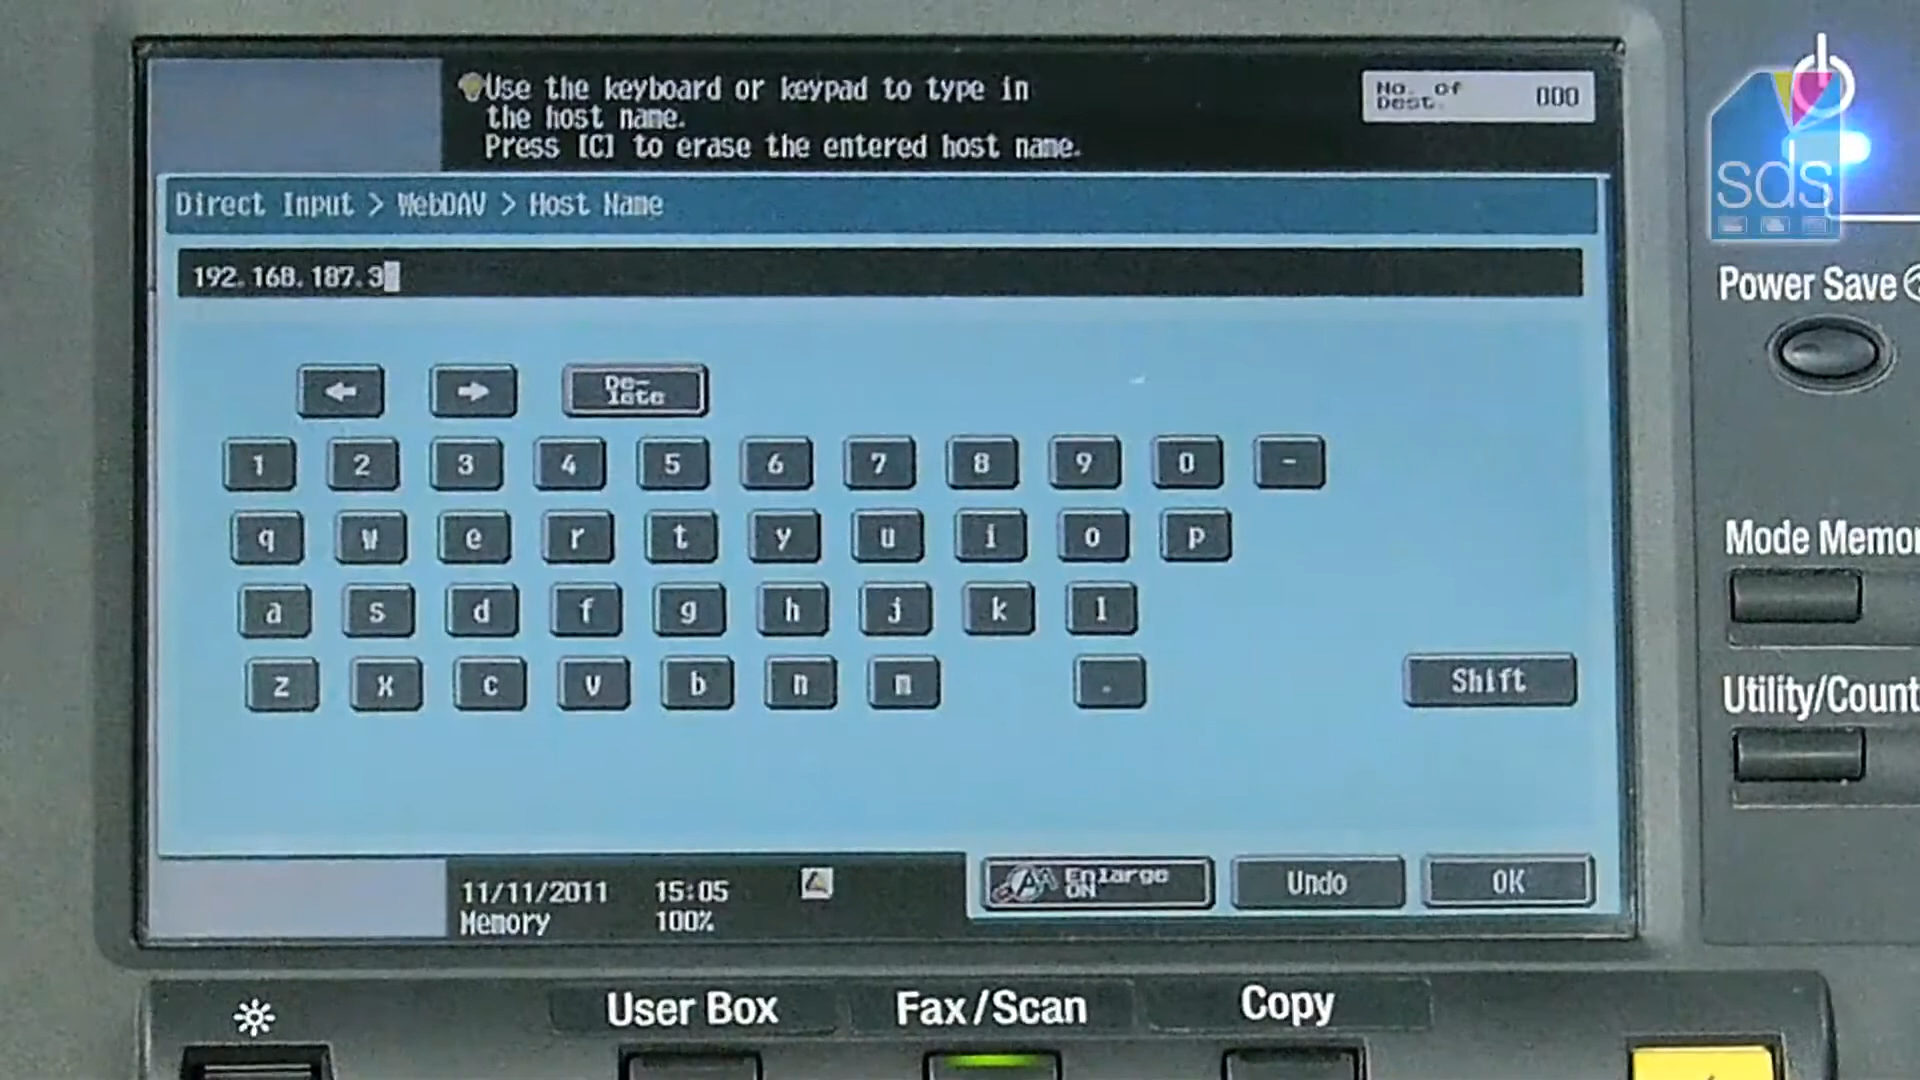 Use the keyboard or keypad to type in
the host name.
Press [C] to erase the entered host name.
No. of
Dest. 000
sds
Direct Input > WebDAV > Host Name
192.168.187.3
Power Save
De-
lete
1 2 3 4 5 6 7 8 9 0 -
q w e r t y u i o p
Mode Memor
a s d f g h j k l
z x c v b n m . Shift
Utility/Count
Enlarge
ON
Undo
OK
11/11/2011 15:05
Memory 100%
User Box Fax/Scan Copy